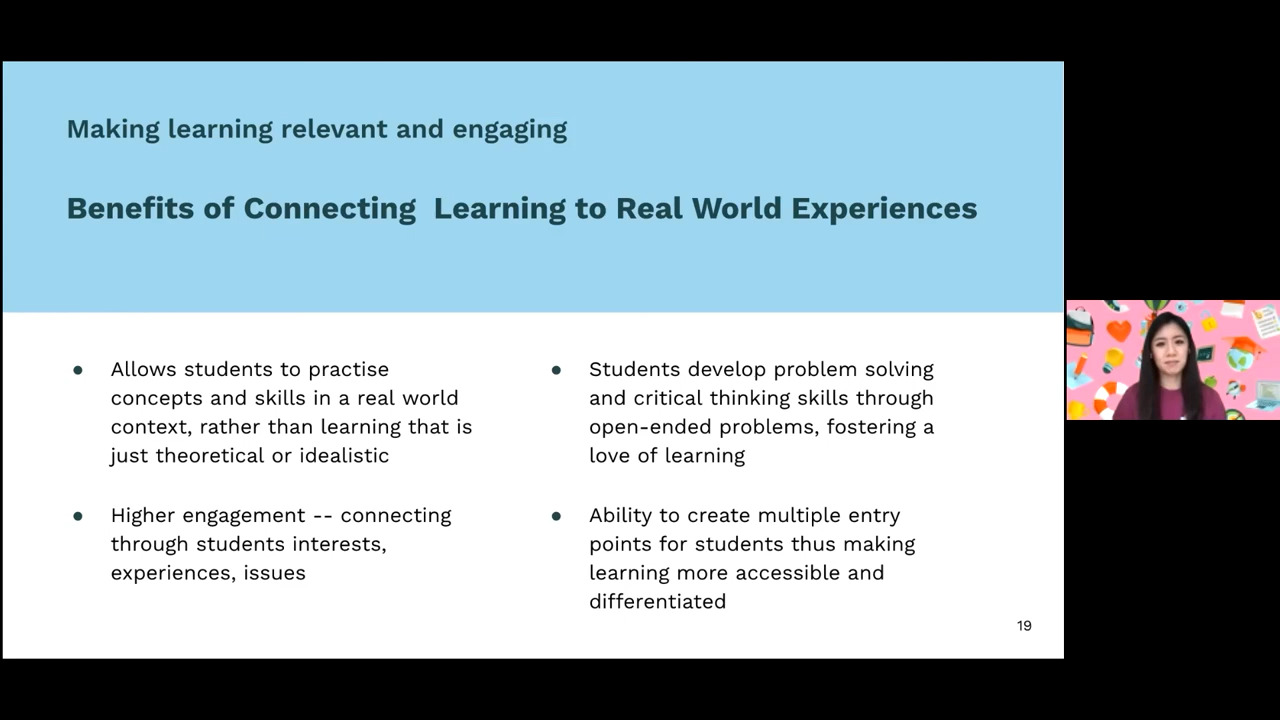 Making learning relevant and engaging
Benefits of Connecting  Learning to Real World Experiences
● Allows students to practise
concepts and skills in a real world
context, rather than learning that is
just theoretical or idealistic
● Higher engagement -- connecting
through students interests,
experiences, issues
● Students develop problem solving
and critical thinking skills through
open-ended problems, fostering a
love of learning
● Ability to create multiple entry
points for students thus making
learning more accessible and
differentiated
19